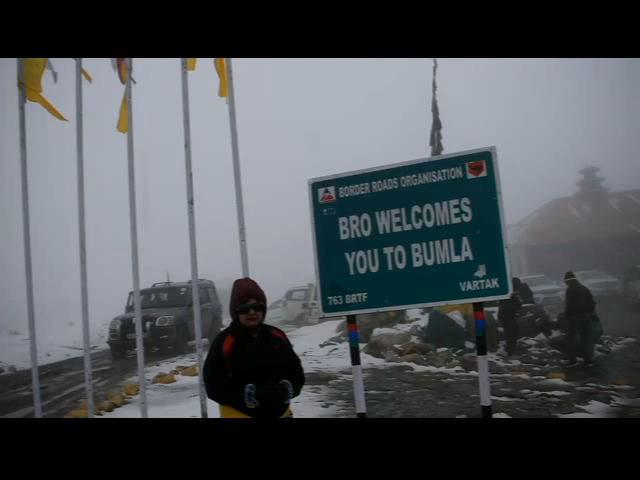 BORDER ROADS ORGANISATION
BRO WELCOMES
YOU TO BUMLA
763 BRTF
VARTAK